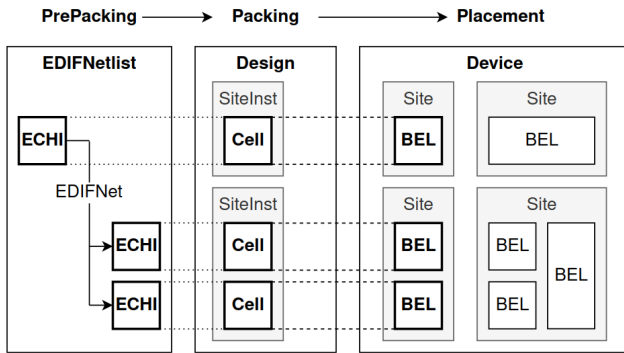 PrePacking Packing Placement
EDIFNetlist Design Device
SiteInst Site Site
ECHI Cell BEL BEL
EDIFNet
SiteInst Site Site
ECHI Cell BEL BEL
BEL
ECHI Cell BEL BEL